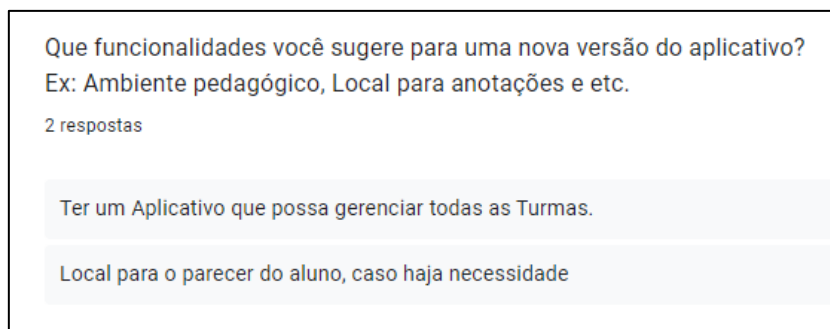 Que funcionalidades você sugere para uma nova versão do aplicativo?
Ex: Ambiente pedagógico, Local para anotações e etc.
2 respostas
Ter um Aplicativo que possa gerenciar todas as Turmas.
Local para o parecer do aluno, caso haja necessidade